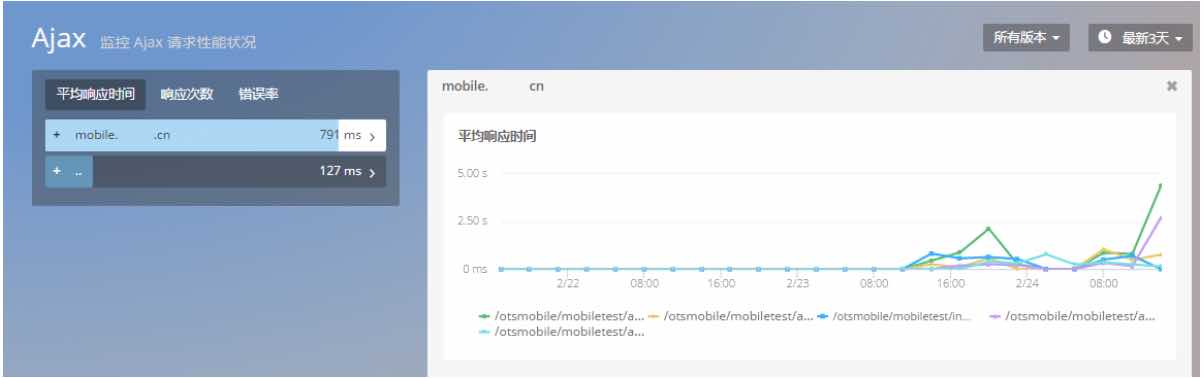 Ajax 监控 Ajax 请求性能状况
所有版本 最新3天
平均响应时间 响应次数 错误率
+ mobile. .cn 791 ms
+ .. 127 ms
mobile. cn
平均响应时间
5.00 s
2.50 s
0 ms
2/22 08:00 16:00 2/23 08:00 16:00 2/24 08:00
/otsmobile/mobiletest/a... /otsmobile/mobiletest/a... /otsmobile/mobiletest/in... /otsmobile/mobiletest/a...
/otsmobile/mobiletest/a...